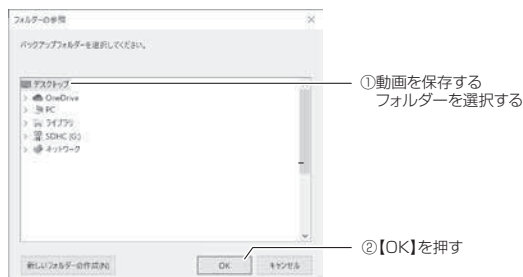 フォルダーの参照
バックアップフォルダーを選択してください。
デスクトップ
OneDrive
PC
ライブラリ
SDHC (G:)
ネットワーク
新しいフォルダーの作成(N)
OK
キャンセル
①動画を保存する
フォルダーを選択する
②【OK】を押す